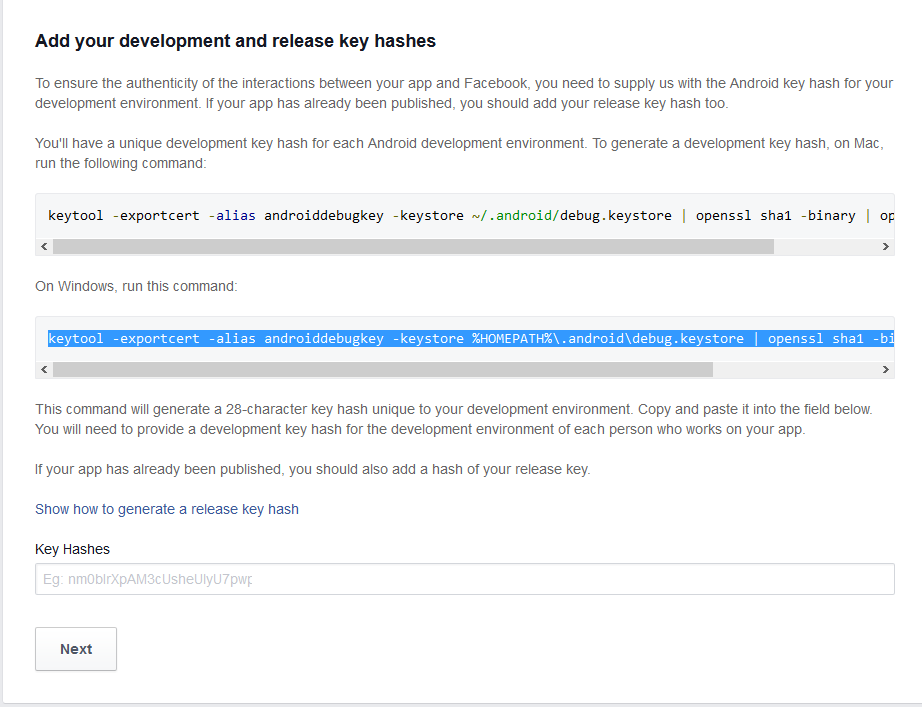 Add your development and release key hashes
To ensure the authenticity of the interactions between your app and Facebook, you need to supply us with the Android key hash for your
development environment. If your app has already been published, you should add your release key hash too.
You'll have a unique development key hash for each Android development environment. To generate a development key hash, on Mac,
run the following command:
keytool -exportcert -alias androiddebugkey -keystore ~/.android/debug.keystore | openssl sha1 -binary | op
On Windows, run this command:
keytool -exportcert -alias androiddebugkey -keystore %HOMEPATH%\.android\debug.keystore | openssl sha1 -bi
This command will generate a 28-character key hash unique to your development environment. Copy and paste it into the field below.
You will need to provide a development key hash for the development environment of each person who works on your app.
If your app has already been published, you should also add a hash of your release key.
Show how to generate a release key hash
Key Hashes
Eg:
Next